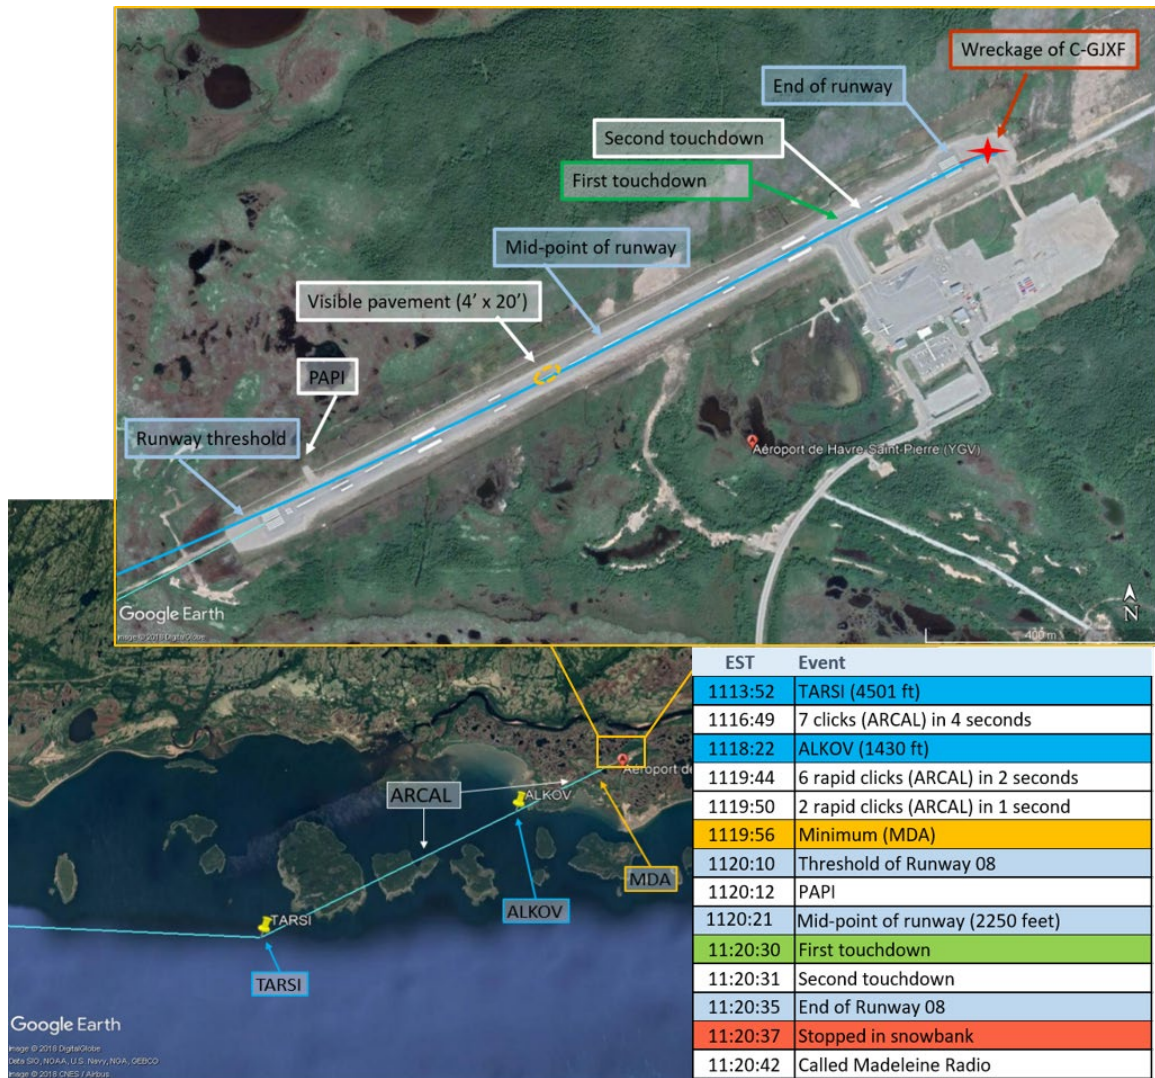 Wreckage of C-GJXF
End of runway
Second touchdown
First touchdown
Mid-point of runway
Visible pavement (4' x 20')
PAPI
Runway threshold
Aéroport de Havre-Saint-Pierre (YGV)
Google Earth
Image © 2018 DigitalGlobe
N
400 m
Aéroport de
ARCAL
ALKOV
MDA
ALKOV
TARSI
TARSI
Google Earth
Image © 2018 DigitalGlobe
Data SIO, NOAA, U.S. Navy, NGA, GEBCO
Image © 2018 CNES / Airbus
EST Event
1113:52 TARSI (4501 ft)
1116:49 7 clicks (ARCAL) in 4 seconds
1118:22 ALKOV (1430 ft)
1119:44 6 rapid clicks (ARCAL) in 2 seconds
1119:50 2 rapid clicks (ARCAL) in 1 second
1119:56 Minimum (MDA)
1120:10 Threshold of Runway 08
1120:12 PAPI
1120:21 Mid-point of runway (2250 feet)
11:20:30 First touchdown
11:20:31 Second touchdown
11:20:35 End of Runway 08
11:20:37 Stopped in snowbank
11:20:42 Called Madeleine Radio